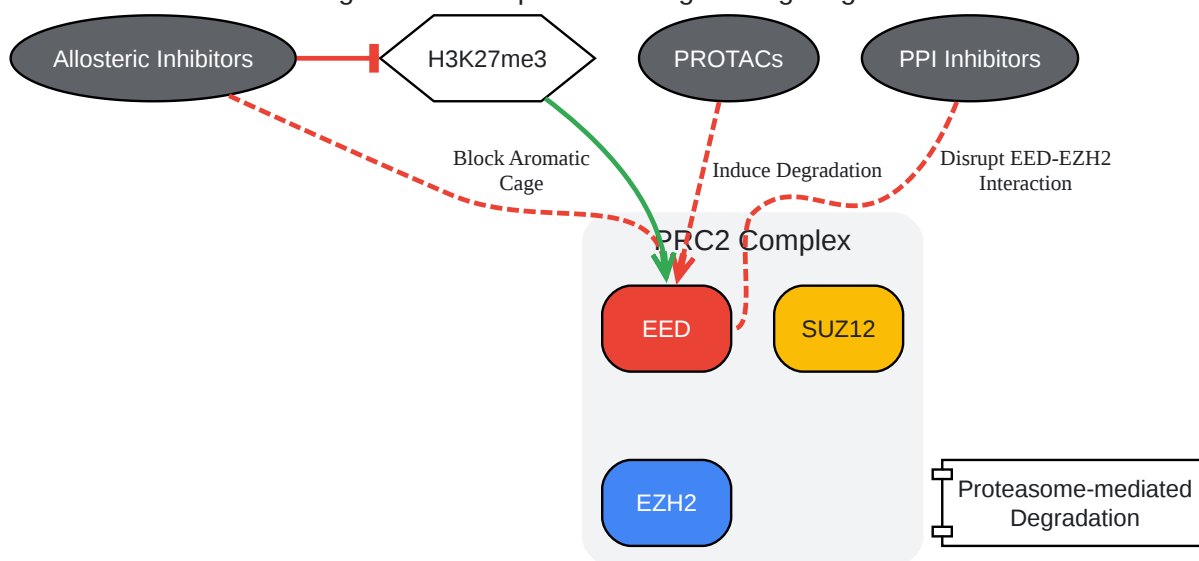 Allosteric Inhibitors
H3K27me3
PROTACs
PPI Inhibitors
Block Aromatic
Cage
Induce Degradation
Disrupt EED-EZH2
Interaction
PRC2 Complex
EED
SUZ12
EZH2
Proteasome-mediated
Degradation